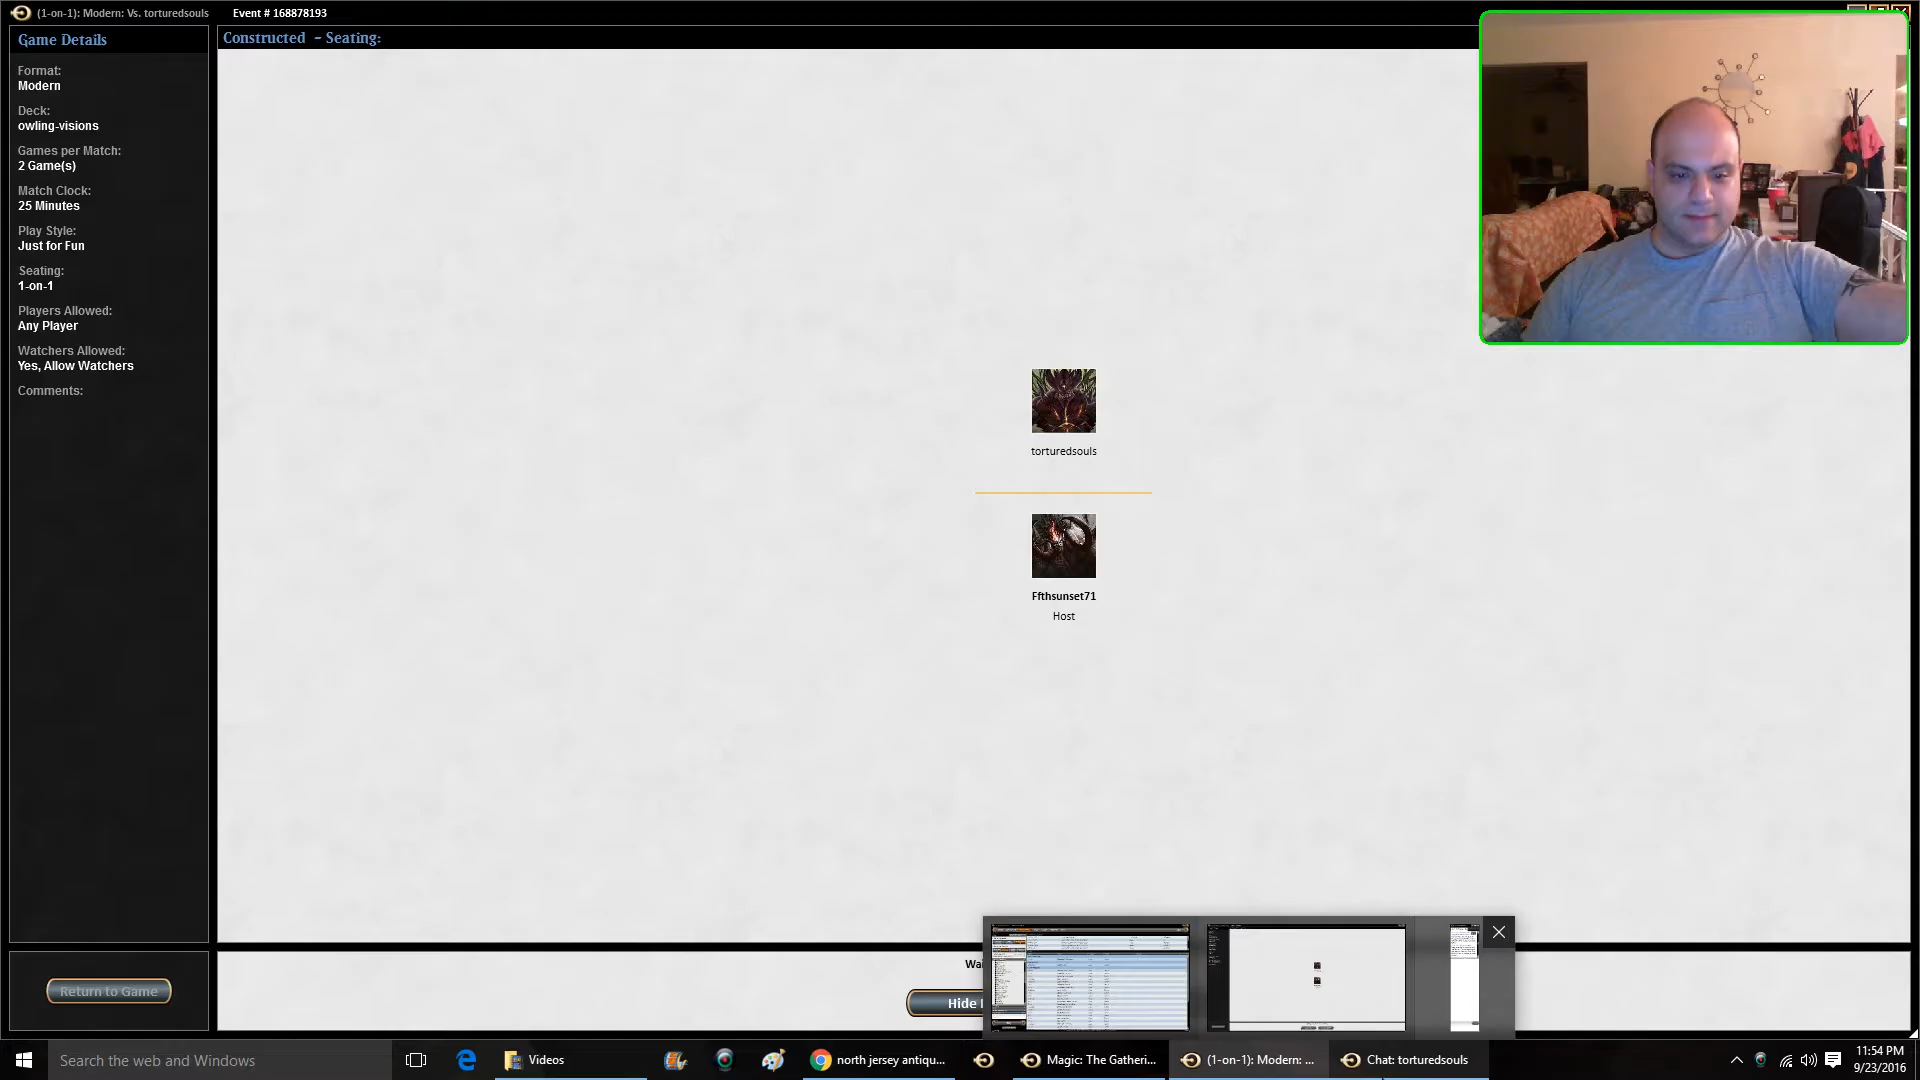 (1-on-1): Modern: Vs. torturedsouls
Event # 168878193
Game Details
Constructed - Seating:
Format:
Modern
Deck:
owling-visions
Games per Match:
2 Game(s)
Match Clock:
25 Minutes
Play Style:
Just for Fun
Seating:
1-on-1
Players Allowed:
Any Player
Watchers Allowed:
Yes, Allow Watchers
Comments:
torturedsouls
Ffthsunset71
Host
Return to Game
Hide
Search the web and Windows
Videos
north jersey antiqu...
Magic: The Gatheri...
(1-on-1): Modern: ...
Chat: torturedsouls
11:54 PM
9/23/2016